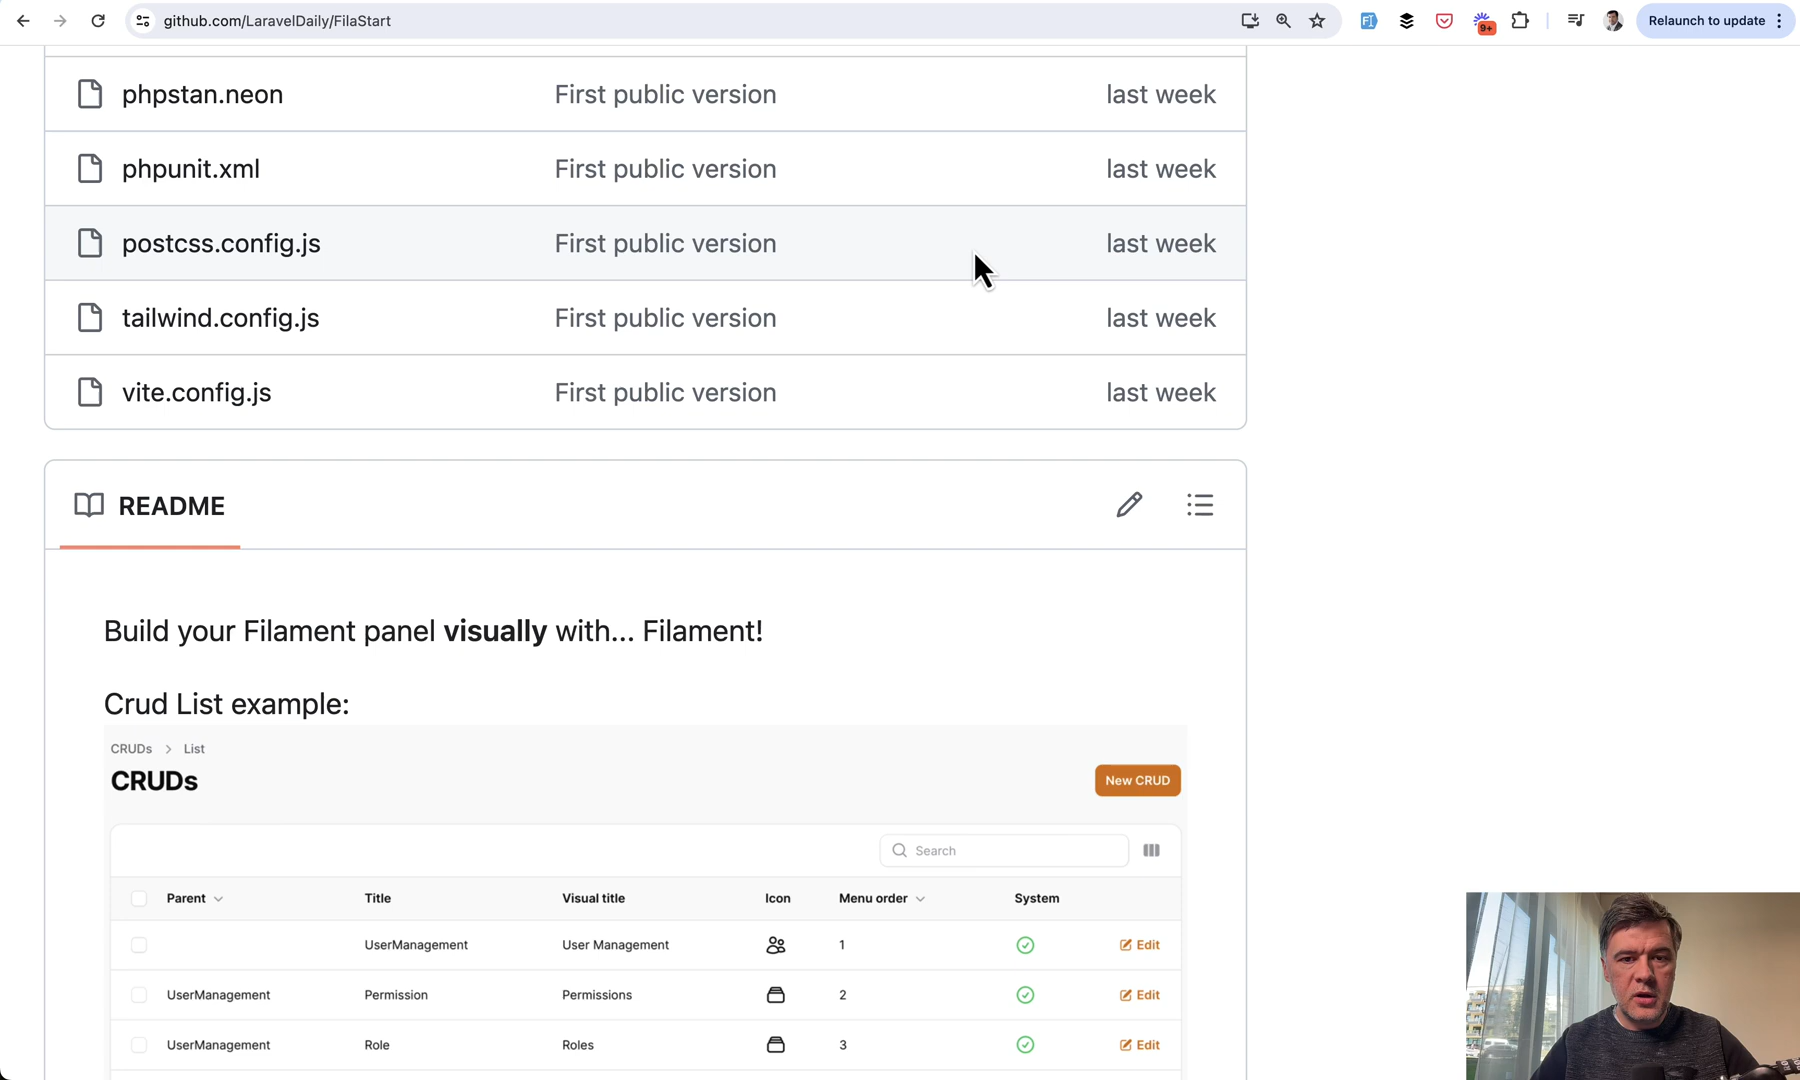 github.com/LaravelDaily/FilaStart
9+
Relaunch to update
phpstan.neon First public version last week
phpunit.xml First public version last week
postcss.config.js First public version last week
tailwind.config.js First public version last week
vite.config.js First public version last week
README
Build your Filament panel visually with... Filament!
Crud List example:
CRUDs > List
CRUDs
New CRUD
Search
Parent Title Visual title Icon Menu order System
UserManagement User Management 1 Edit
UserManagement Permission Permissions 2 Edit
UserManagement Role Roles 3 Edit